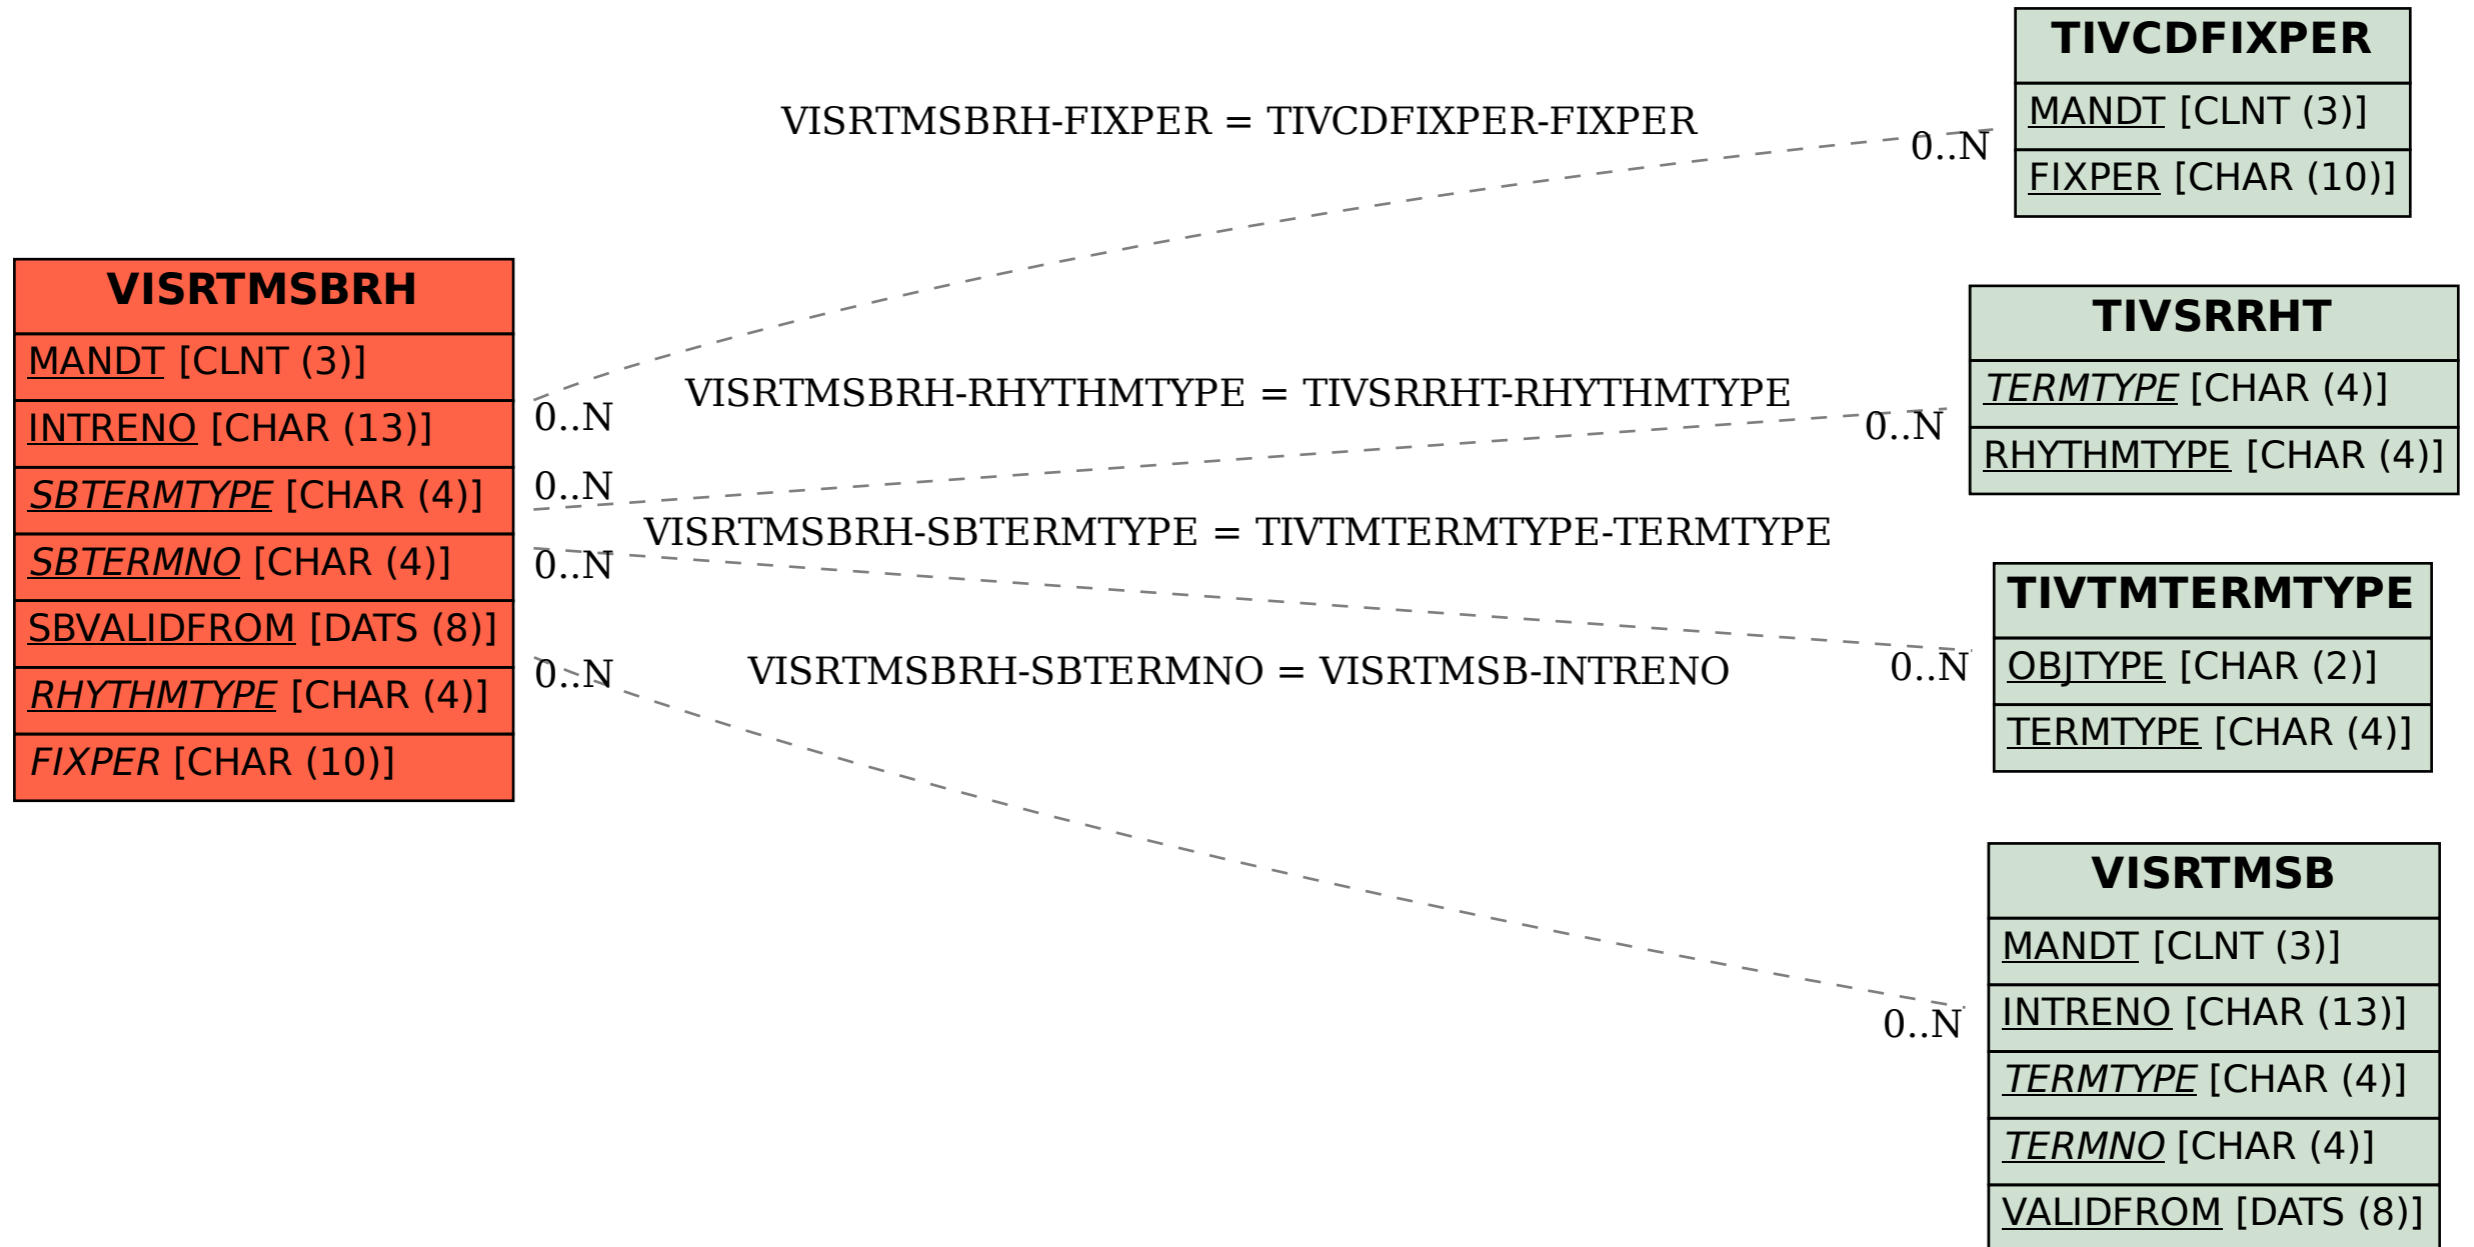 VISRTMSBRH
MANDT [CLNT (3)]
INTRENO [CHAR (13)]
SBTERMTYPE [CHAR (4)]
SBTERMNO [CHAR (4)]
SBVALIDFROM [DATS (8)]
RHYTHMTYPE [CHAR (4)]
FIXPER [CHAR (10)]
VISRTMSBRH-FIXPER = TIVCDFIXPER-FIXPER
0..N
0..N
VISRTMSBRH-RHYTHMTYPE = TIVSRRHT-RHYTHMTYPE
0..N
0..N
VISRTMSBRH-SBTERMTYPE = TIVTMTERMTYPE-TERMTYPE
0..N
0..N
VISRTMSBRH-SBTERMNO = VISRTMSB-INTRENO
0..N
0..N
TIVCDFIXPER
MANDT [CLNT (3)]
FIXPER [CHAR (10)]
TIVSRRHT
TERMTYPE [CHAR (4)]
RHYTHMTYPE [CHAR (4)]
TIVTMTERMTYPE
OBJTYPE [CHAR (2)]
TERMTYPE [CHAR (4)]
VISRTMSB
MANDT [CLNT (3)]
INTRENO [CHAR (13)]
TERMTYPE [CHAR (4)]
TERMNO [CHAR (4)]
VALIDFROM [DATS (8)]